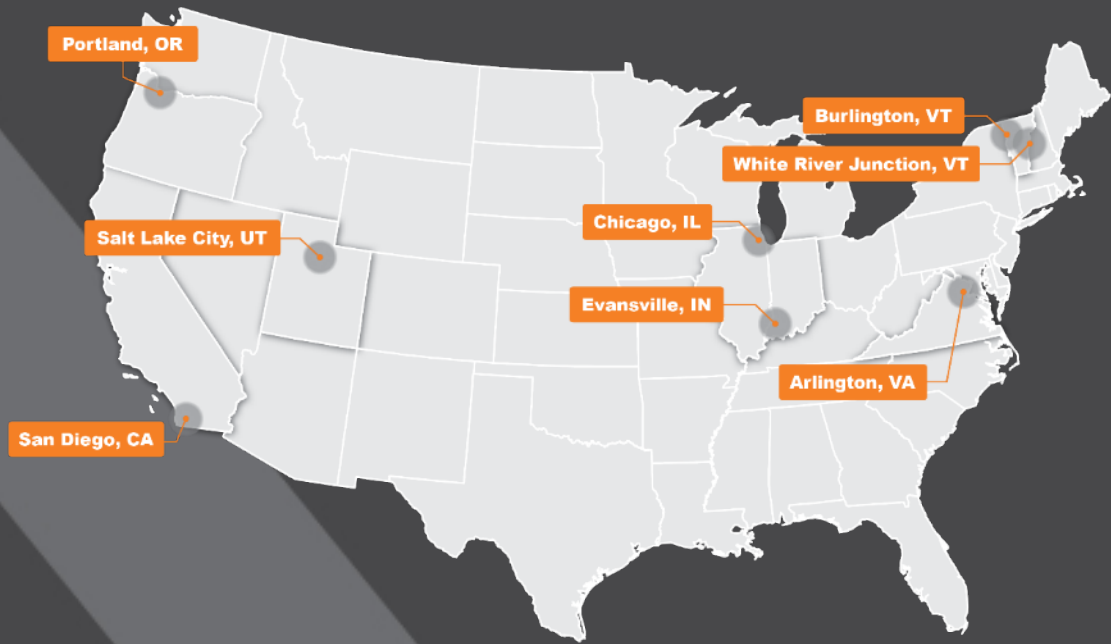 Portland, OR
Burlington, VT
White River Junction, VT
Chicago, IL
Salt Lake City, UT
Evansville, IN
Arlington, VA
San Diego, CA